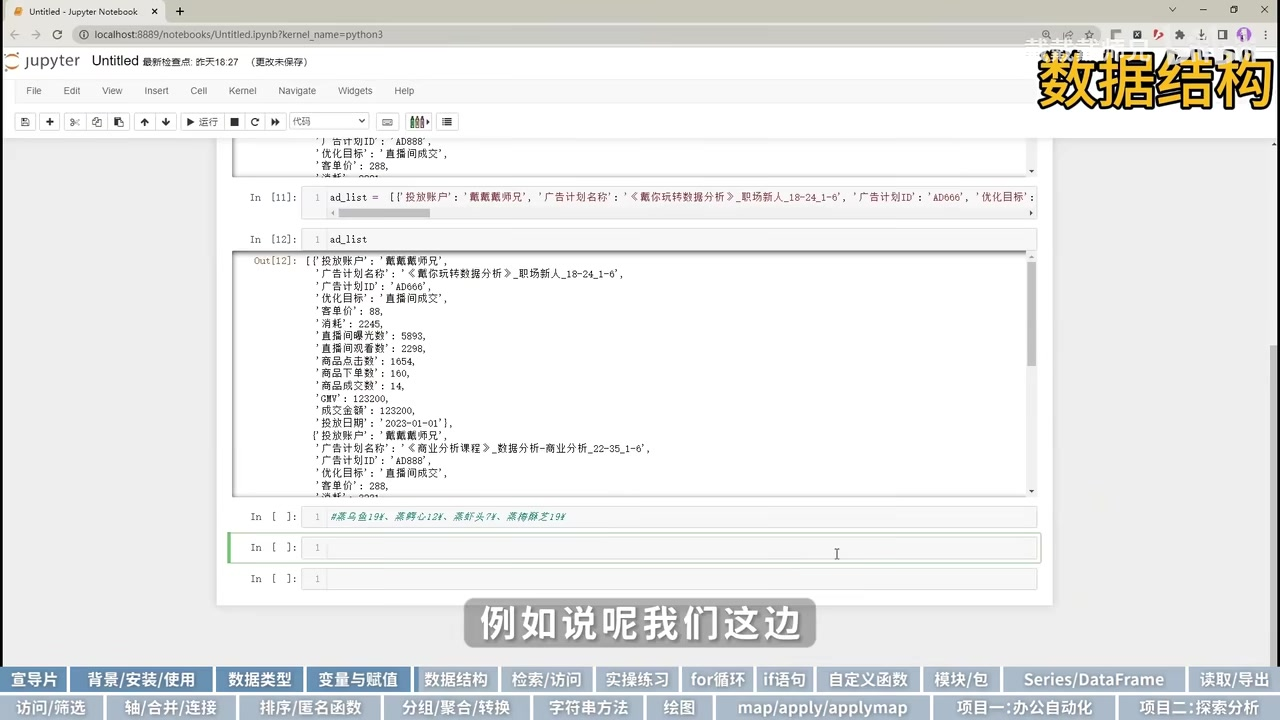 Untitled - Jupyter Notebook
localhost:8889/notebooks/Untitled.ipynb?kernel_name=python3
jupyter Untitled 最新检查点: 昨天18:27 (更改未保存)
数据结构
File Edit View Insert Cell Kernel Navigate Widgets Help
运行 代码
'广告计划ID': 'AD888',
'优化目标': '直播间成交',
'客单价': 288,
In [11]: 1 ad_list = [{'投放账户': '戴戴戴师兄', '广告计划名称': '《戴你玩转数据分析》_职场新人_18-24_1-6', '广告计划ID': 'AD666', '优化目标':
In [12]: 1 ad_list
Out[12]: [{'投放账户': '戴戴戴师兄',
'广告计划名称': '《戴你玩转数据分析》_职场新人_18-24_1-6',
'广告计划ID': 'AD666',
'优化目标': '直播间成交',
'客单价': 88,
'消耗': 2245,
'直播间曝光数': 5893,
'直播间观看数': 2298,
'商品点击数': 1654,
'商品下单数': 160,
'商品成交数': 14,
'GMV': 123200,
'成交金额': 123200,
'投放日期': '2023-01-01'},
{'投放账户': '戴戴戴师兄',
'广告计划名称': '《商业分析课程》_数据分析-商业分析_22-35_1-6',
'广告计划ID': 'AD888',
'优化目标': '直播间成交',
'客单价': 288,
In [ ]: 1 #蒸乌鱼19¥、蒸鳄心12¥、蒸虾头7¥、蒸梅酥芝19¥
In [ ]: 1
In [ ]: 1
例如说呢我们这边
宣导片 背景/安装/使用 数据类型 变量与赋值 数据结构 检索/访问 实操练习 for循环 if语句 自定义函数 模块/包 Series/DataFrame 读取/导出
访问/筛选 轴/合并/连接 排序/匿名函数 分组/聚合/转换 字符串方法 绘图 map/apply/applymap 项目一:办公自动化 项目二:探索分析